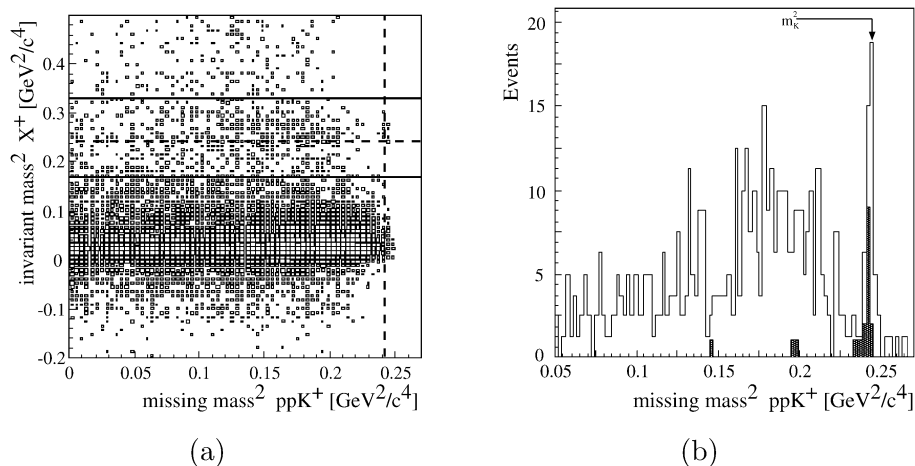 invariant mass² X⁺ [GeV²/c⁴]
0.4
0.3
0.2
0.1
0
-0.1
-0.2
0 0.05 0.1 0.15 0.2 0.25
missing mass² ppK⁺ [GeV²/c⁴]
(a)
Events
20
15
10
5
0
m²K
0.05 0.1 0.15 0.2 0.25
missing mass² ppK⁺ [GeV²/c⁴]
(b)